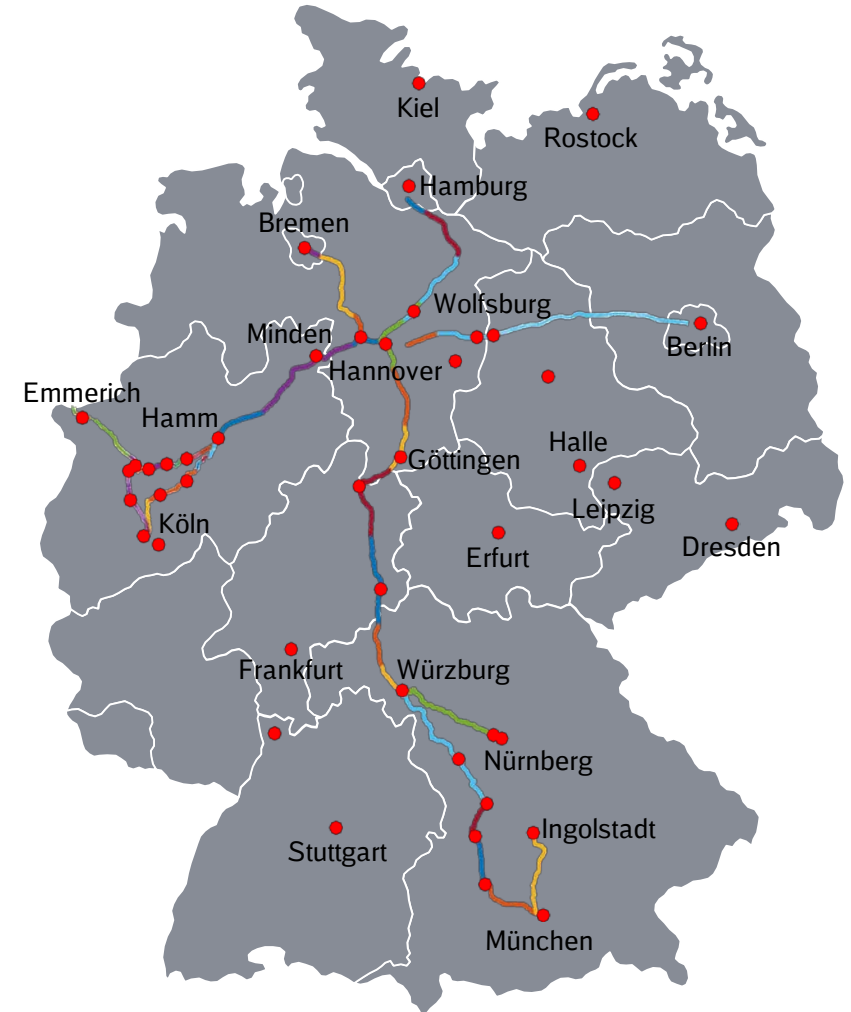 Kiel
Rostock
Hamburg
Bremen
Wolfsburg
Minden
Berlin
Hannover
Emmerich
Hamm
Halle
Göttingen
Leipzig
Köln
Erfurt
Dresden
Frankfurt
Würzburg
Nürnberg
Ingolstadt
Stuttgart
München